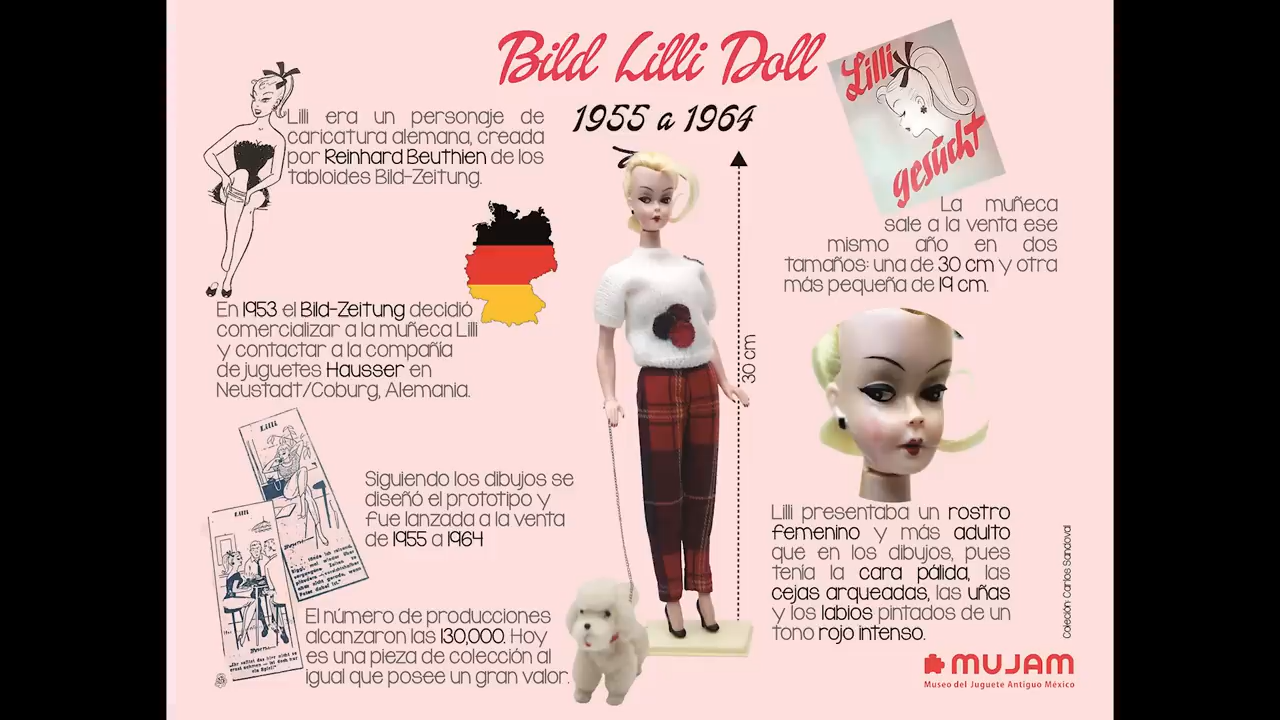 Bild Lilli Doll
1955 a 1964
Lilli era un personaje de
caricatura alemana, creada
por Reinhard Beuthien de los
tabloides Bild-Zeitung.
En 1953 el Bild-Zeitung decidió
comercializar a la muñeca Lilli
y contactar a la compañía
de juguetes Hausser en
Neustadt/Coburg, Alemania.
Siguiendo los dibujos se
diseñó el prototipo y
fue lanzada a la venta
de 1955 a 1964
El número de producciones
alcanzaron las 130,000. Hoy
es una pieza de colección al
igual que posee un gran valor.
30 cm
Lilli
gesucht
La muñeca
sale a la venta ese
mismo año en dos
tamaños: una de 30 cm y otra
más pequeña de 19 cm.
Lilli presentaba un rostro
femenino y más adulto
que en los dibujos, pues
tenía la cara pálida, las
cejas arqueadas, las uñas
y los labios pintados de un
tono rojo intenso.
Colección: Carlos Sandoval
MUJAM
Museo del Juguete Antiguo México